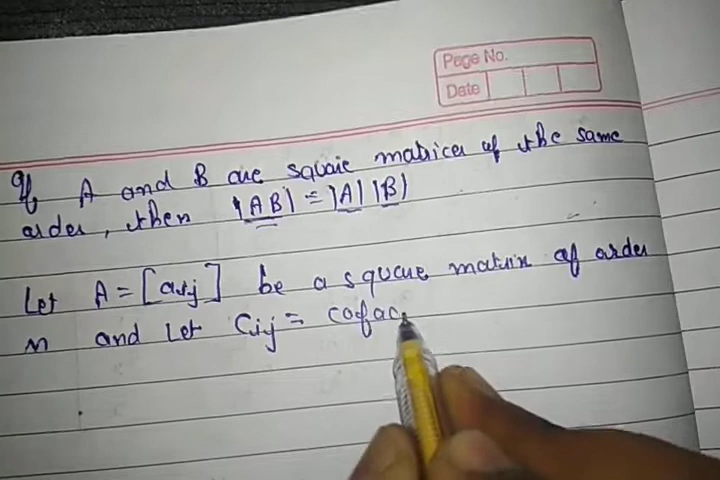 Page No.
Date
If A and B are square matrices of the same
order, then |AB| = |A| |B|
Let A = [aij] be a square matrix of order
n and let Cij = cofac